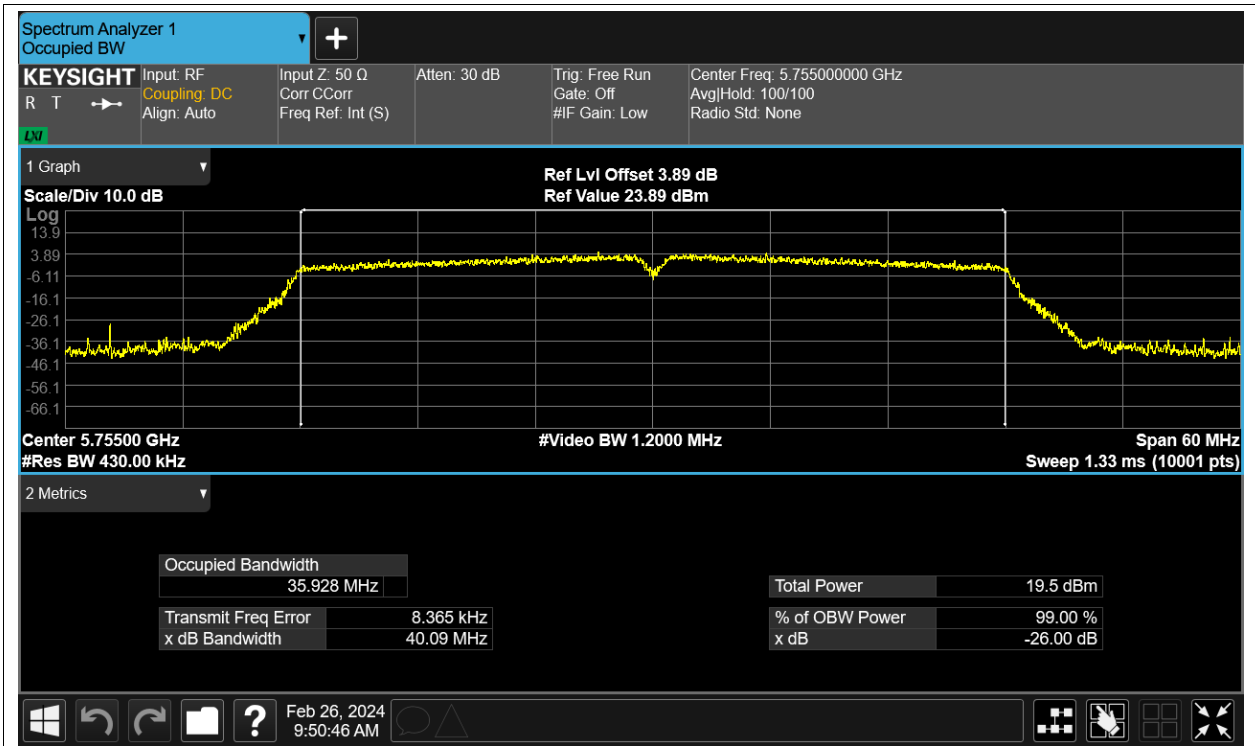 Spectrum Analyzer 1
Occupied BW
KEYSIGHT
R T
LXI
Input: RF
Coupling: DC
Align: Auto
Input Z: 50 Ω
Corr CCorr
Freq Ref: Int (S)
Atten: 30 dB
Trig: Free Run
Gate: Off
#IF Gain: Low
Center Freq: 5.755000000 GHz
Avg|Hold: 100/100
Radio Std: None
1 Graph
Scale/Div 10.0 dB
Ref Lvl Offset 3.89 dB
Ref Value 23.89 dBm
Log
13.9
3.89
-6.11
-16.1
-26.1
-36.1
-46.1
-56.1
-66.1
Center 5.75500 GHz
#Res BW 430.00 kHz
#Video BW 1.2000 MHz
Span 60 MHz
Sweep 1.33 ms (10001 pts)
2 Metrics
Occupied Bandwidth
35.928 MHz
Transmit Freq Error 8.365 kHz
x dB Bandwidth 40.09 MHz
Total Power 19.5 dBm
% of OBW Power 99.00 %
x dB -26.00 dB
?
Feb 26, 2024
9:50:46 AM